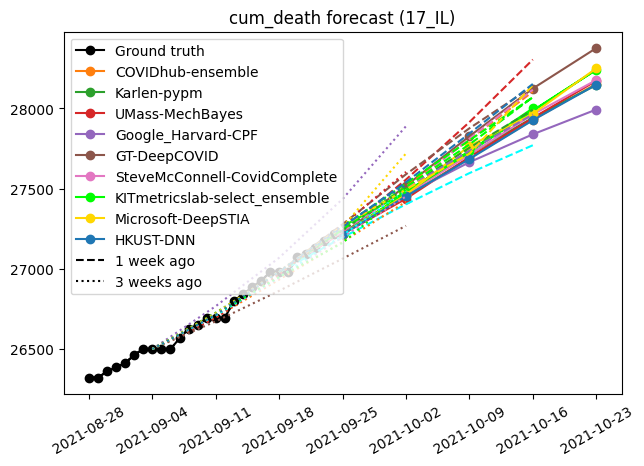 cum_death forecast (17_IL)
Ground truth
COVIDhub-ensemble
Karlen-pypm
UMass-MechBayes
Google_Harvard-CPF
GT-DeepCOVID
SteveMcConnell-CovidComplete
KITmetricslab-select_ensemble
Microsoft-DeepSTIA
HKUST-DNN
1 week ago
3 weeks ago
28000
27500
27000
26500
2021-08-28
2021-09-04
2021-09-11
2021-09-18
2021-09-25
2021-10-02
2021-10-09
2021-10-16
2021-10-23